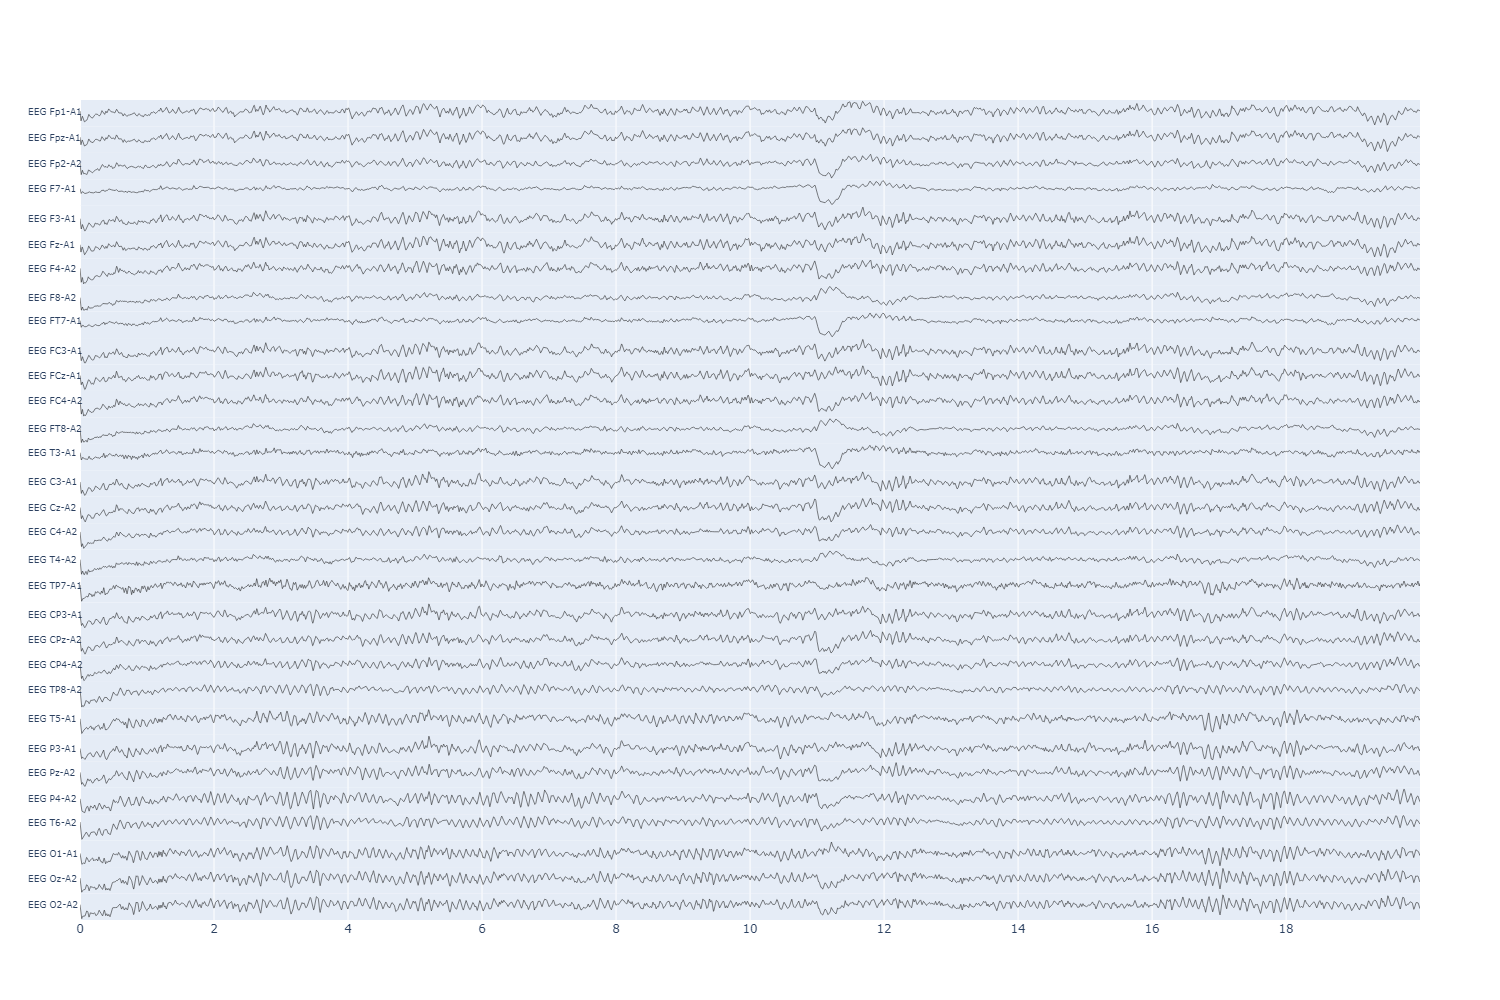 EEG Fp1-A1
EEG Fpz-A1
EEG Fp2-A2
EEG F7-A1
EEG F3-A1
EEG Fz-A1
EEG F4-A2
EEG F8-A2
EEG FT7-A1
EEG FC3-A1
EEG FCz-A1
EEG FC4-A2
EEG FT8-A2
EEG T3-A1
EEG C3-A1
EEG Cz-A2
EEG C4-A2
EEG T4-A2
EEG TP7-A1
EEG CP3-A1
EEG CPz-A2
EEG CP4-A2
EEG TP8-A2
EEG T5-A1
EEG P3-A1
EEG Pz-A2
EEG P4-A2
EEG T6-A2
EEG O1-A1
EEG Oz-A2
EEG O2-A2
0 2 4 6 8 10 12 14 16 18